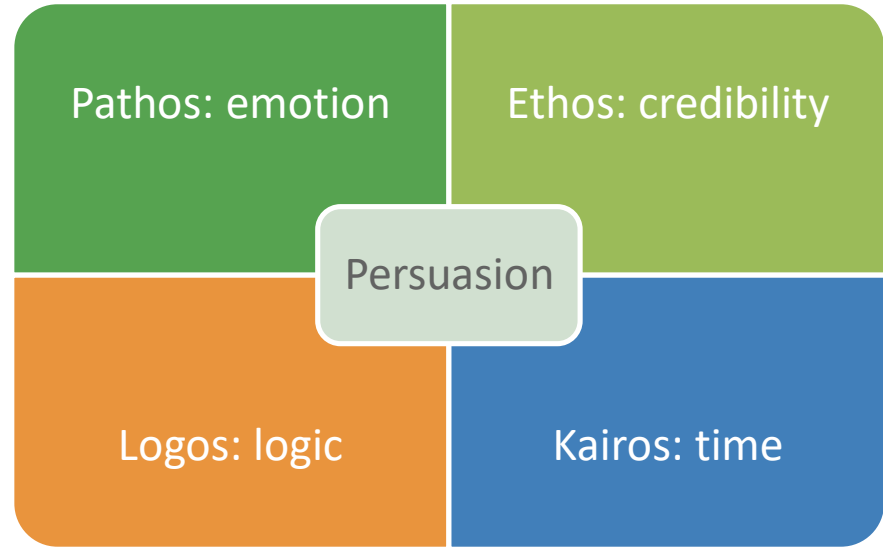 Pathos: emotion
Ethos: credibility
Persuasion
Logos: logic
Kairos: time